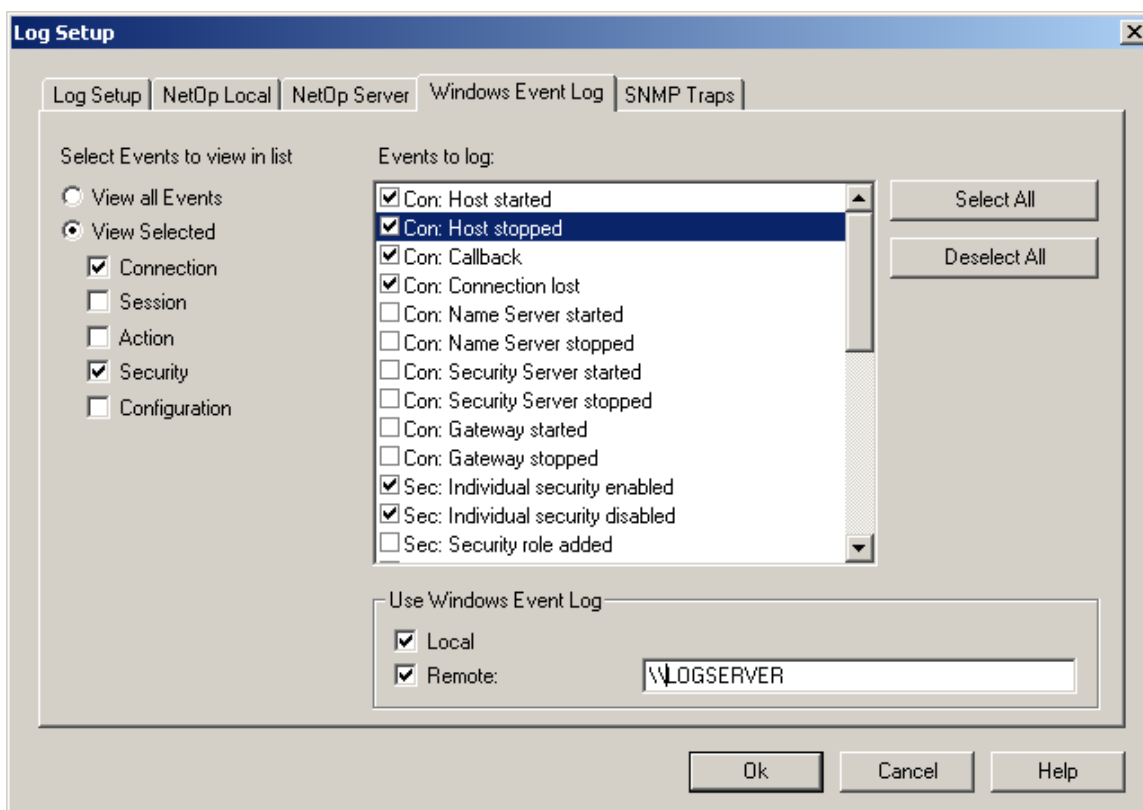 Log Setup
Log Setup NetOp Local NetOp Server Windows Event Log SNMP Traps
Select Events to view in list
View all Events
View Selected
Connection
Session
Action
Security
Configuration
Events to log:
Con: Host started
Con: Host stopped
Con: Callback
Con: Connection lost
Con: Name Server started
Con: Name Server stopped
Con: Security Server started
Con: Security Server stopped
Con: Gateway started
Con: Gateway stopped
Sec: Individual security enabled
Sec: Individual security disabled
Sec: Security role added
Select All
Deselect All
Use Windows Event Log
Local
Remote: \\LOGSERVER
Ok Cancel Help